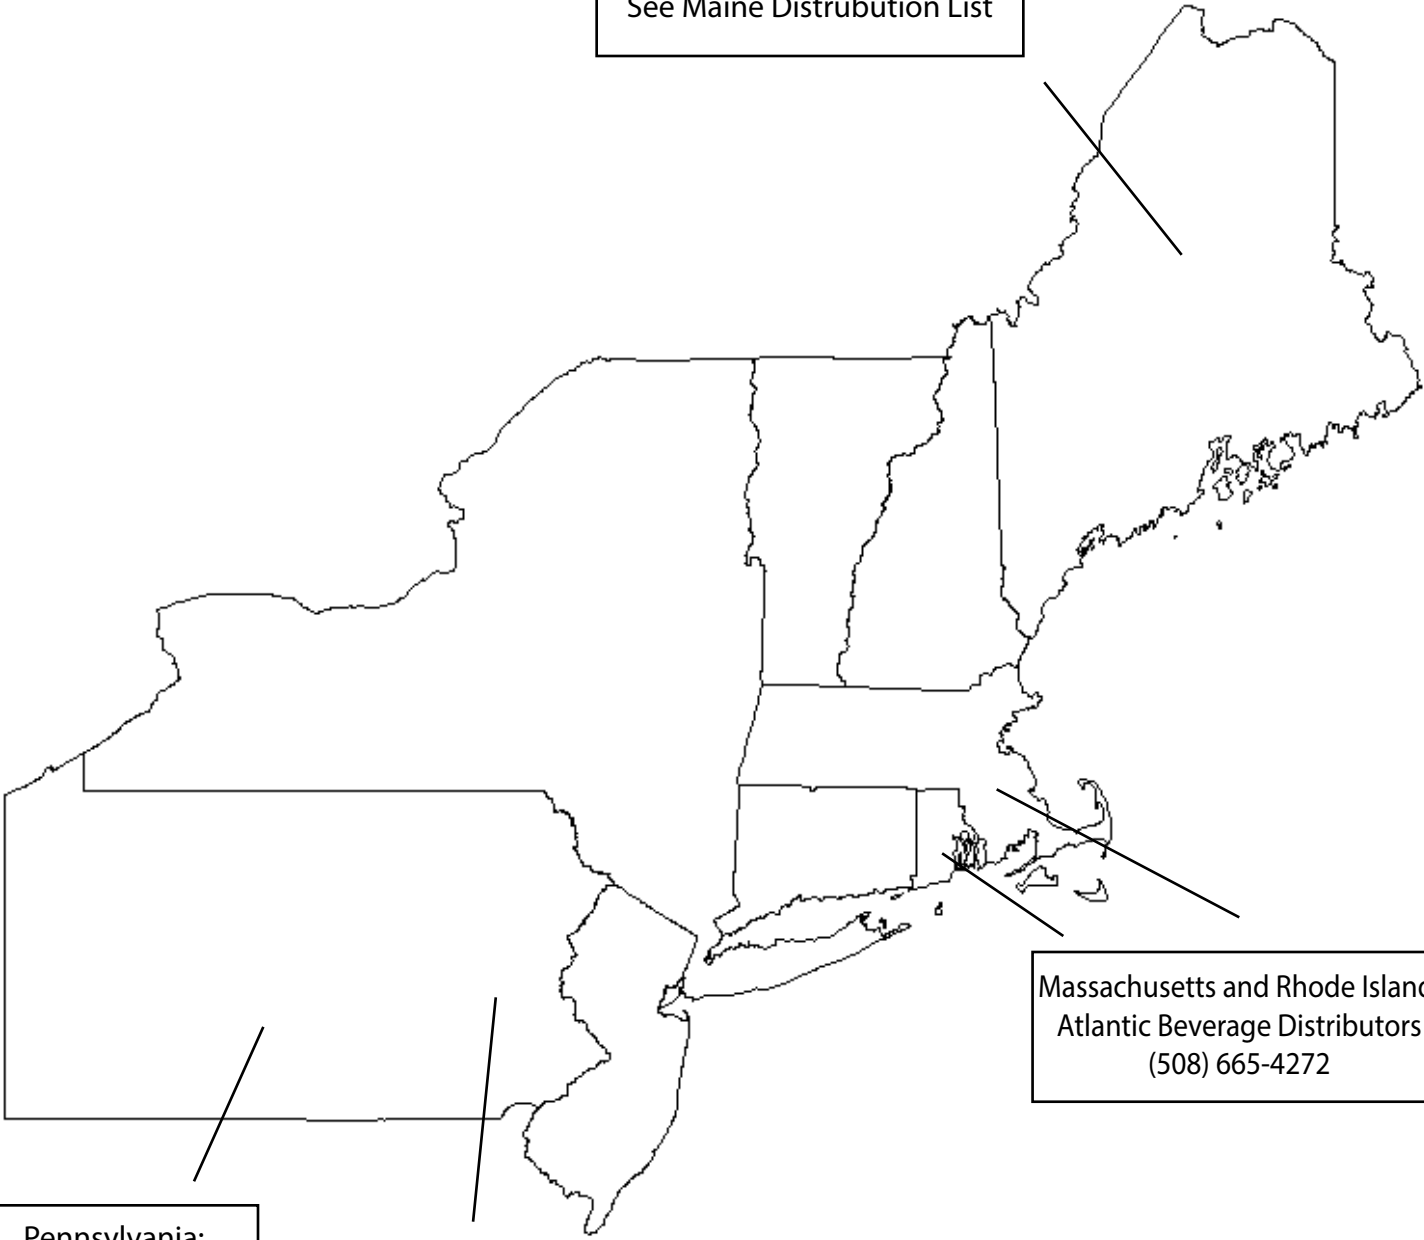 See Maine Distrubution List
Massachusetts and Rhode Island
Atlantic Beverage Distributors
(508) 665-4272
Pennsylvania: